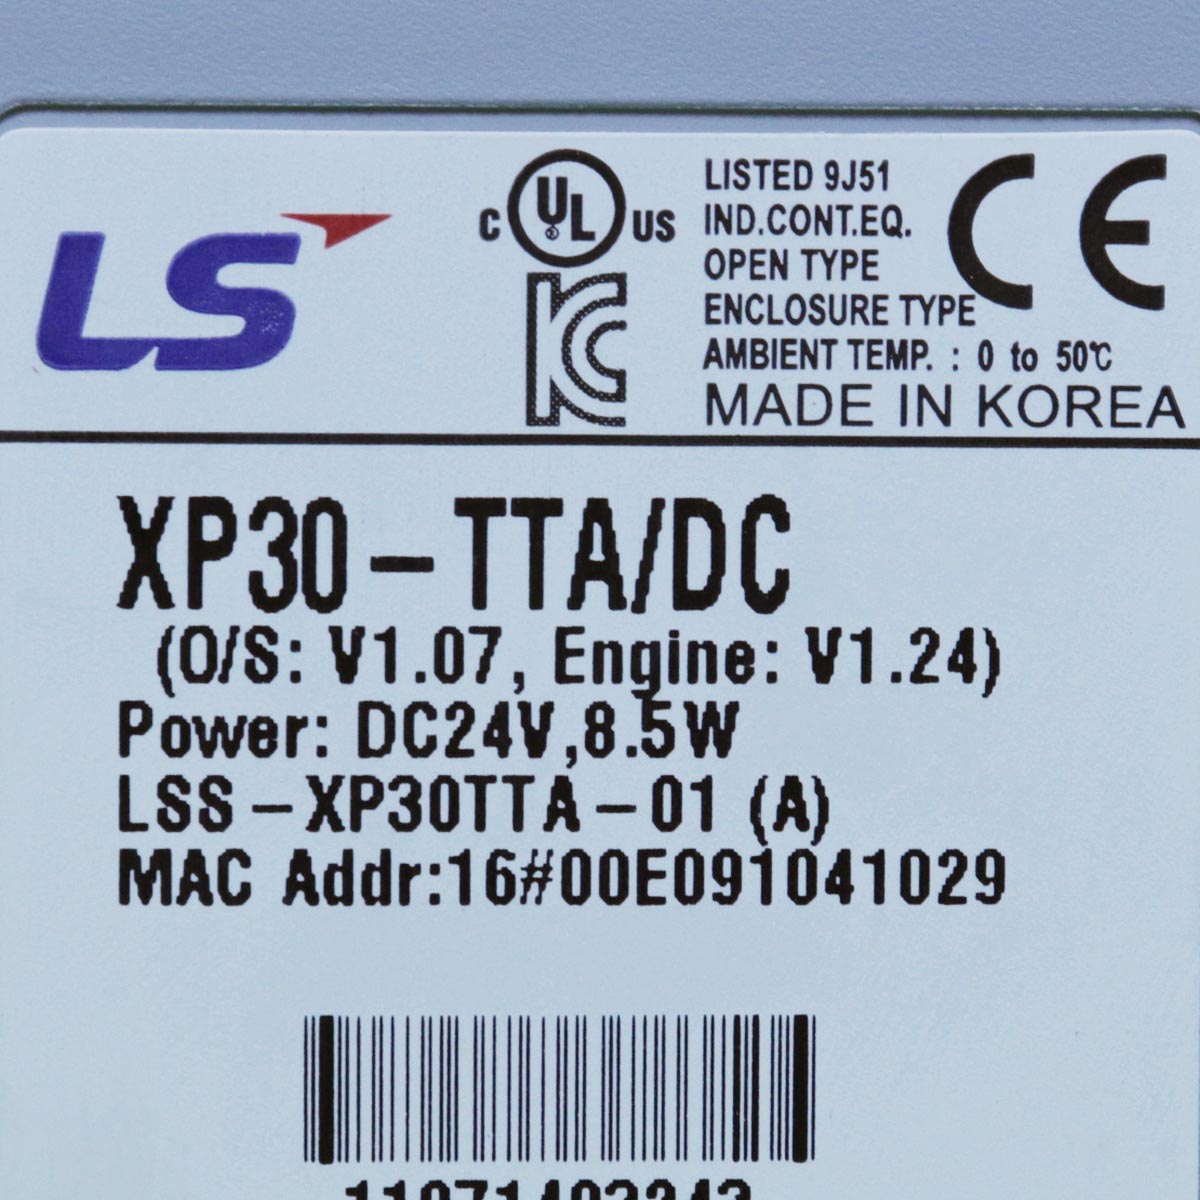 LS
C UL US
KC
LISTED 9J51
IND.CONT.EQ.
OPEN TYPE
ENCLOSURE TYPE
AMBIENT TEMP. : 0 to 50℃
MADE IN KOREA
CE
XP30-TTA/DC
(O/S: V1.07, Engine: V1.24)
Power: DC24V,8.5W
LSS-XP30TTA-01 (A)
MAC Addr:16#00E091041029